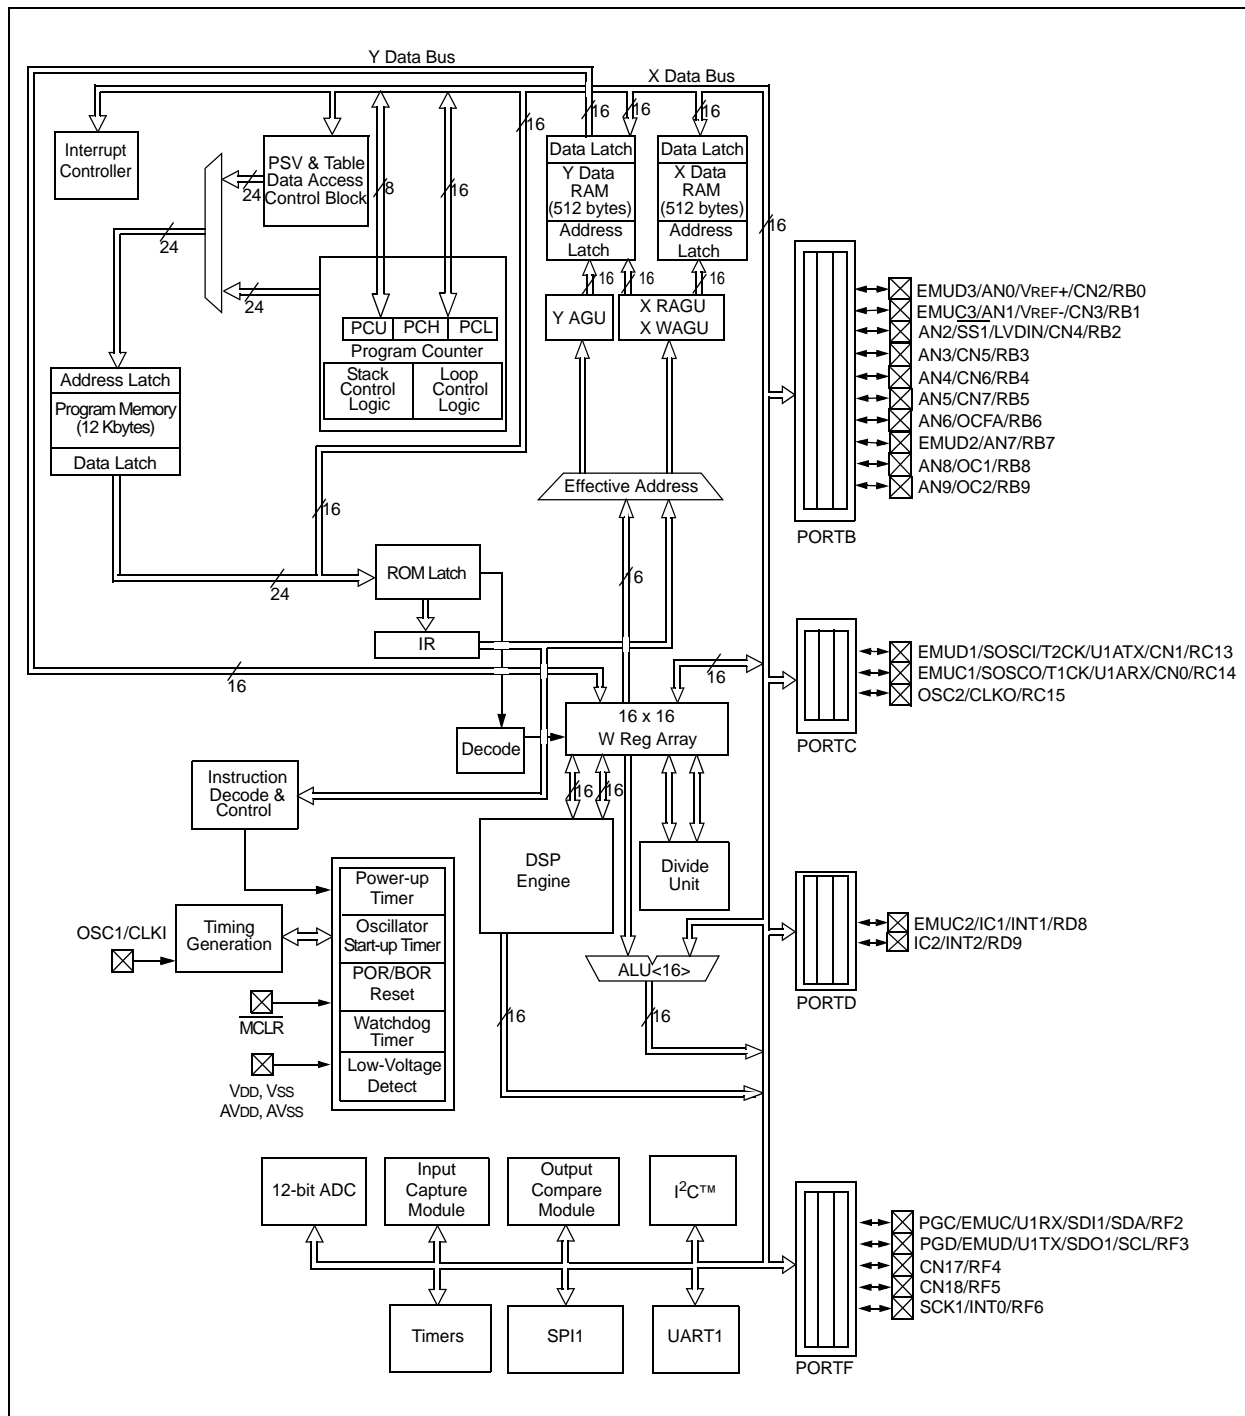 Y Data Bus
X Data Bus
16
16
16
16
Interrupt
Controller
PSV & Table
Data Access
Control Block
24
8
16
Data Latch
Y Data
RAM
(512 bytes)
Address
Latch
Data Latch
X Data
RAM
(512 bytes)
Address
Latch
16
24
24
16
16
16
Y AGU
X RAGU
X WAGU
PCU
PCH
PCL
Program Counter
Stack
Control
Logic
Loop
Control
Logic
Address Latch
Program Memory
(12 Kbytes)
Data Latch
Effective Address
16
24
ROM Latch
16
IR
16
16
16 x 16
W Reg Array
Decode
Instruction
Decode &
Control
16
16
DSP
Engine
Divide
Unit
Power-up
Timer
Oscillator
Start-up Timer
POR/BOR
Reset
Watchdog
Timer
Low-Voltage
Detect
Timing
Generation
OSC1/CLKI
MCLR
VDD, VSS
AVDD, AVSS
ALU<16>
16
16
12-bit ADC
Input
Capture
Module
Output
Compare
Module
I2C™
Timers
SPI1
UART1
EMUD3/AN0/VREF+/CN2/RB0
EMUC3/AN1/VREF-/CN3/RB1
AN2/SS1/LVDIN/CN4/RB2
AN3/CN5/RB3
AN4/CN6/RB4
AN5/CN7/RB5
AN6/OCFA/RB6
EMUD2/AN7/RB7
AN8/OC1/RB8
AN9/OC2/RB9
PORTB
EMUD1/SOSCI/T2CK/U1ATX/CN1/RC13
EMUC1/SOSCO/T1CK/U1ARX/CN0/RC14
OSC2/CLKO/RC15
PORTC
EMUC2/IC1/INT1/RD8
IC2/INT2/RD9
PORTD
PGC/EMUC/U1RX/SDI1/SDA/RF2
PGD/EMUD/U1TX/SDO1/SCL/RF3
CN17/RF4
CN18/RF5
SCK1/INT0/RF6
PORTF